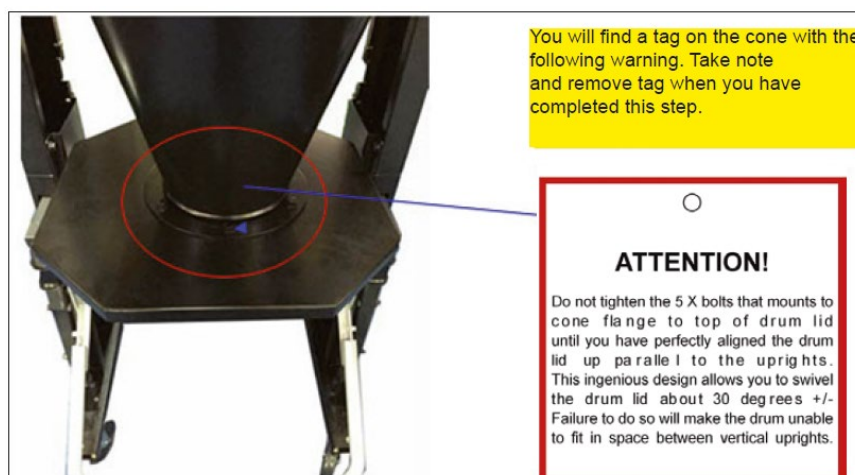 You will find a tag on the cone with the
following warning. Take note
and remove tag when you have
completed this step.
ATTENTION!
Do not tighten the 5 X bolts that mounts to
cone flange to top of drum lid
until you have perfectly aligned the drum
lid up paralle l to the uprights.
This ingenious design allows you to swivel
the drum lid about 30 degrees +/-
Failure to do so will make the drum unable
to fit in space between vertical uprights.